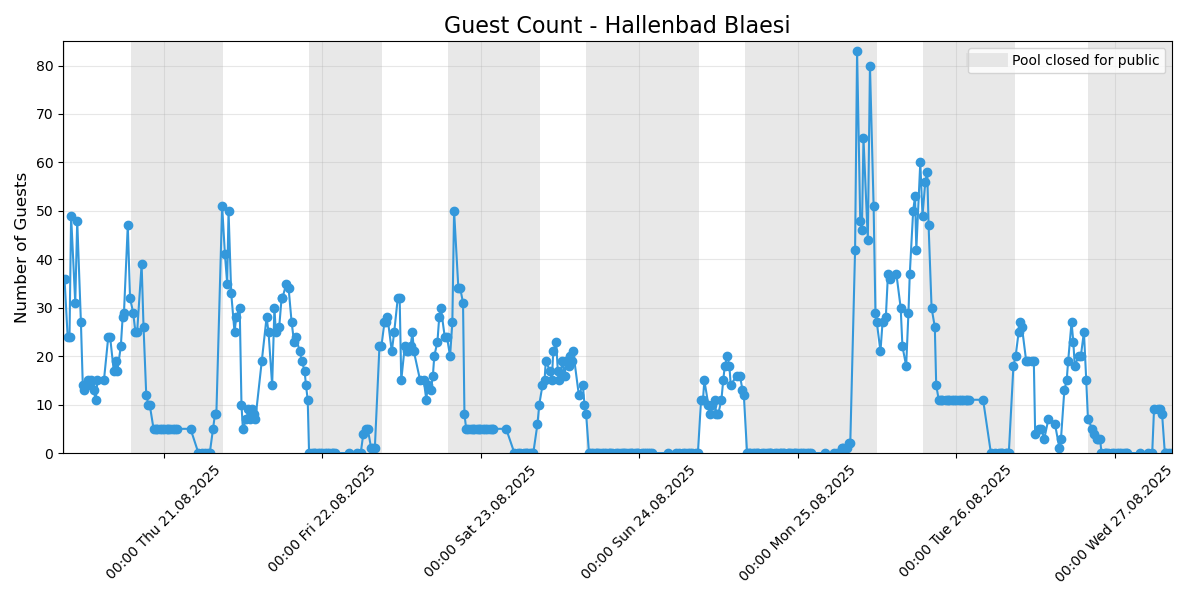 Guest Count - Hallenbad Blaesi
Pool closed for public
Number of Guests
80
70
60
50
40
30
20
10
0
00:00 Thu 21.08.2025
00:00 Fri 22.08.2025
00:00 Sat 23.08.2025
00:00 Sun 24.08.2025
00:00 Mon 25.08.2025
00:00 Tue 26.08.2025
00:00 Wed 27.08.2025